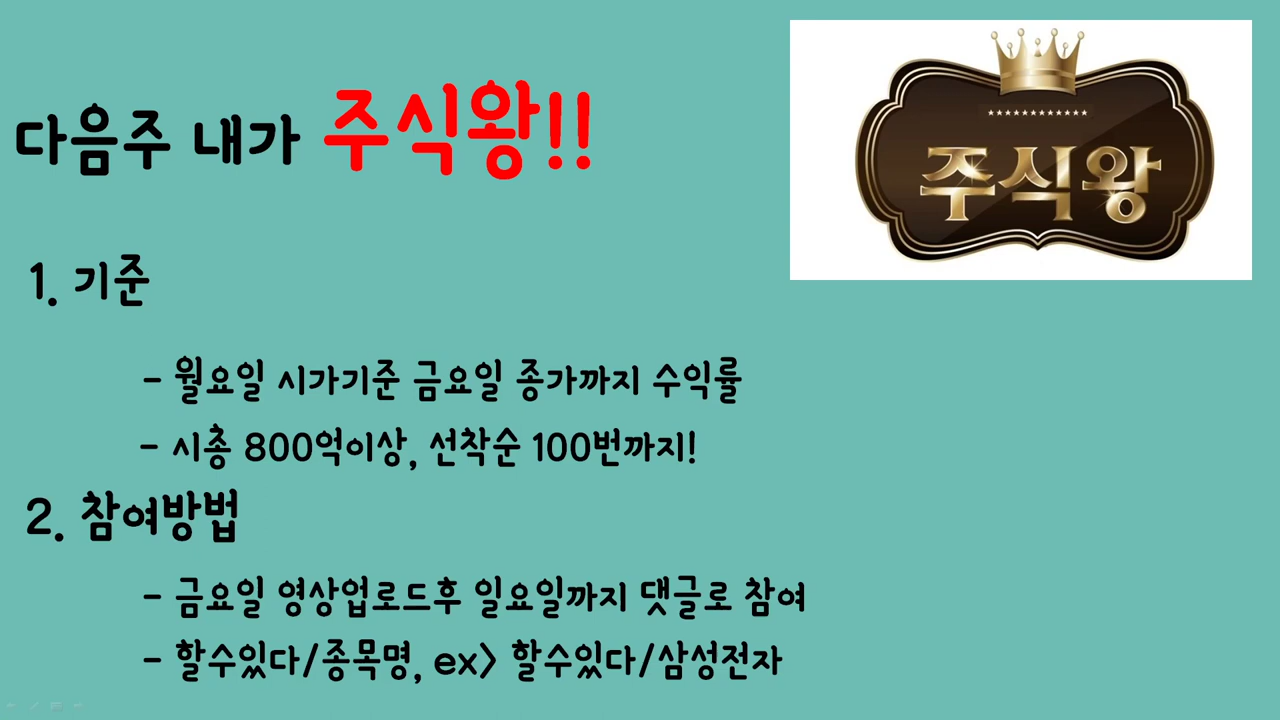 다음주 내가 주식왕!!
주식왕
1. 기준
- 월요일 시가기준 금요일 종가까지 수익률
- 시총 800억이상, 선착순 100번까지!
2. 참여방법
- 금요일 영상업로드후 일요일까지 댓글로 참여
- 할수있다/종목명, ex> 할수있다/삼성전자